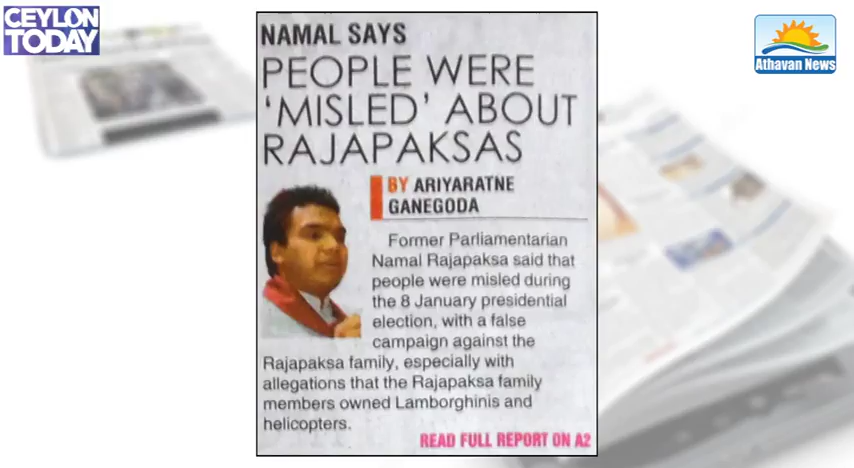 CEYLON
TODAY
Athavan News
NAMAL SAYS
PEOPLE WERE
‘MISLED’ ABOUT
RAJAPAKSAS
BY ARIYARATNE
GANEGODA
Former Parliamentarian
Namal Rajapaksa said that
people were misled during
the 8 January presidential
election, with a false
campaign against the
Rajapaksa family, especially with
allegations that the Rajapaksa family
members owned Lamborghinis and
helicopters.
READ FULL REPORT ON A2